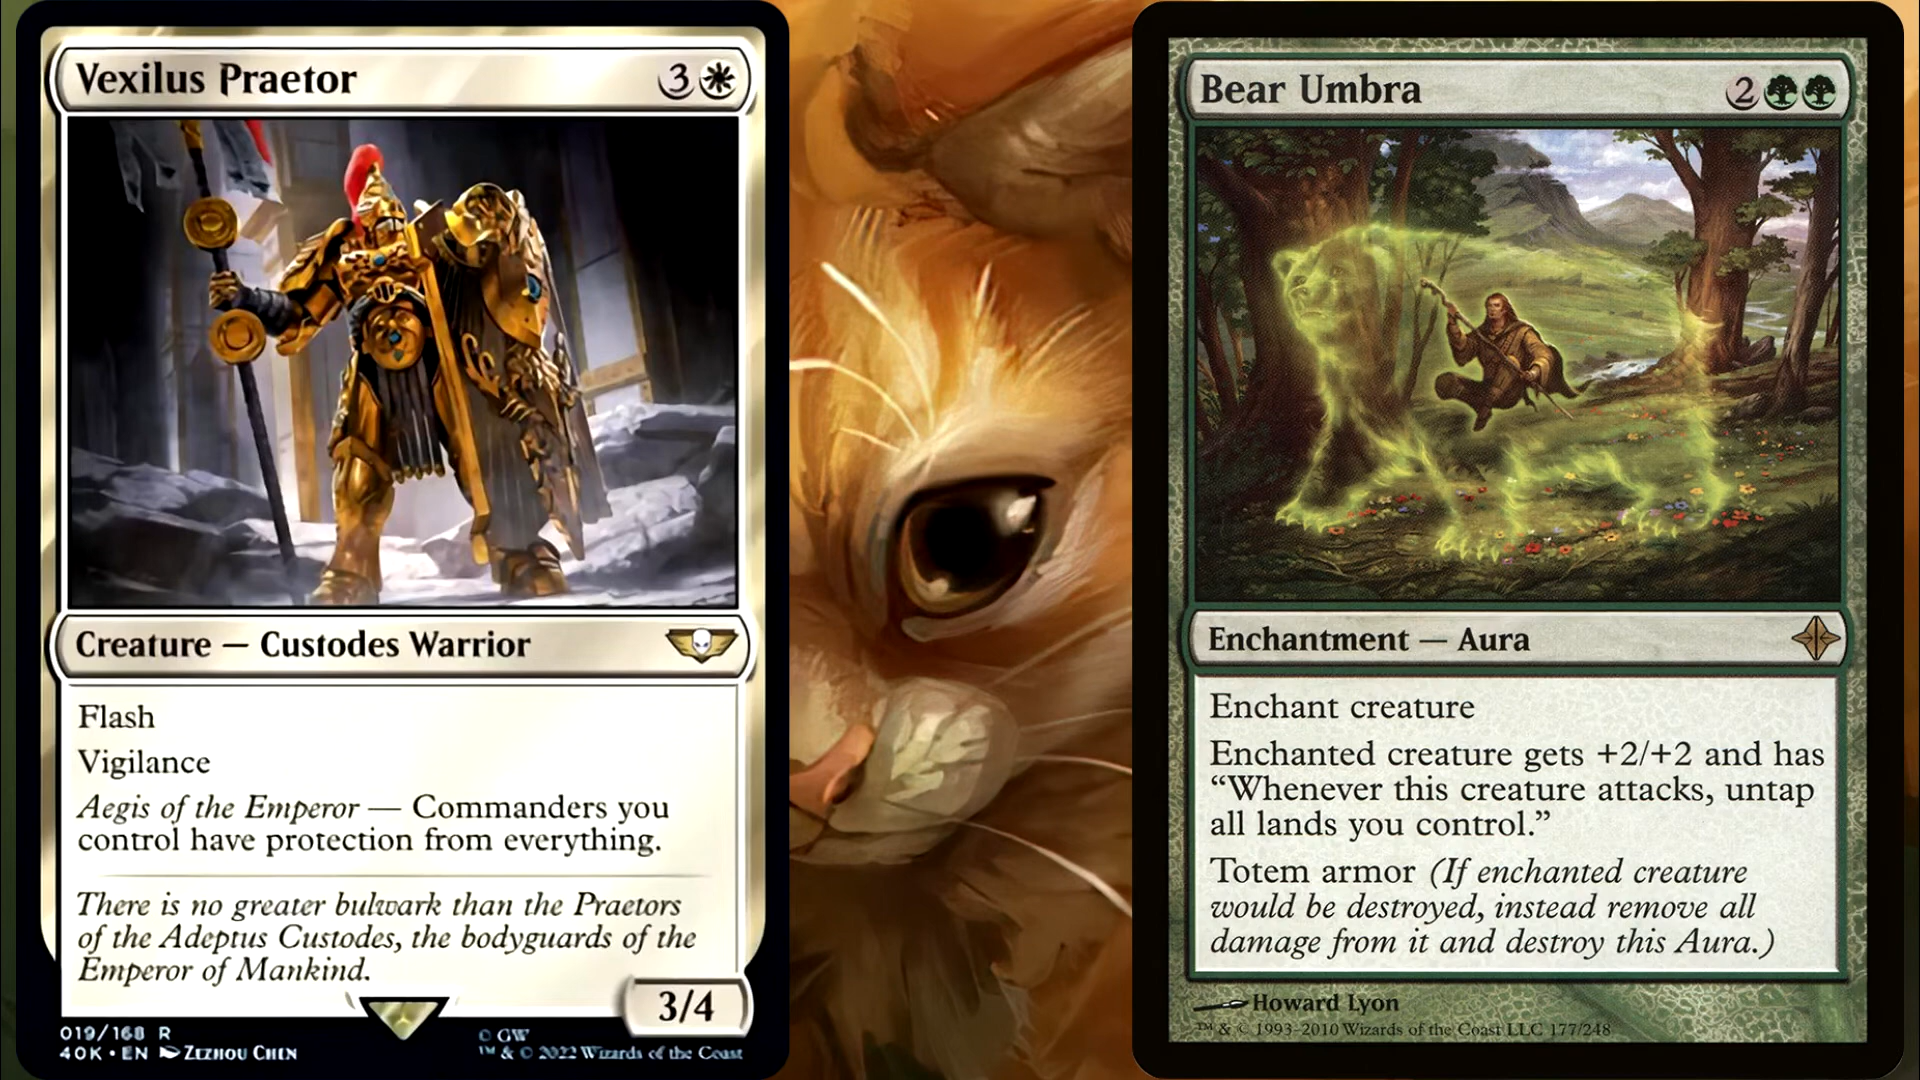 Vexilus Praetor 3
Creature — Custodes Warrior
Flash
Vigilance
Aegis of the Emperor — Commanders you
control have protection from everything.
There is no greater bulwark than the Praetors
of the Adeptus Custodes, the bodyguards of the
Emperor of Mankind.
3/4
019/168 R
40K • EN Zezhou Chen
© GW
™ & © 2022 Wizards of the Coast
Bear Umbra 2
Enchantment — Aura
Enchant creature
Enchanted creature gets +2/+2 and has
“Whenever this creature attacks, untap
all lands you control.”
Totem armor (If enchanted creature
would be destroyed, instead remove all
damage from it and destroy this Aura.)
Howard Lyon
™ & © 1993–2010 Wizards of the Coast LLC 177/248